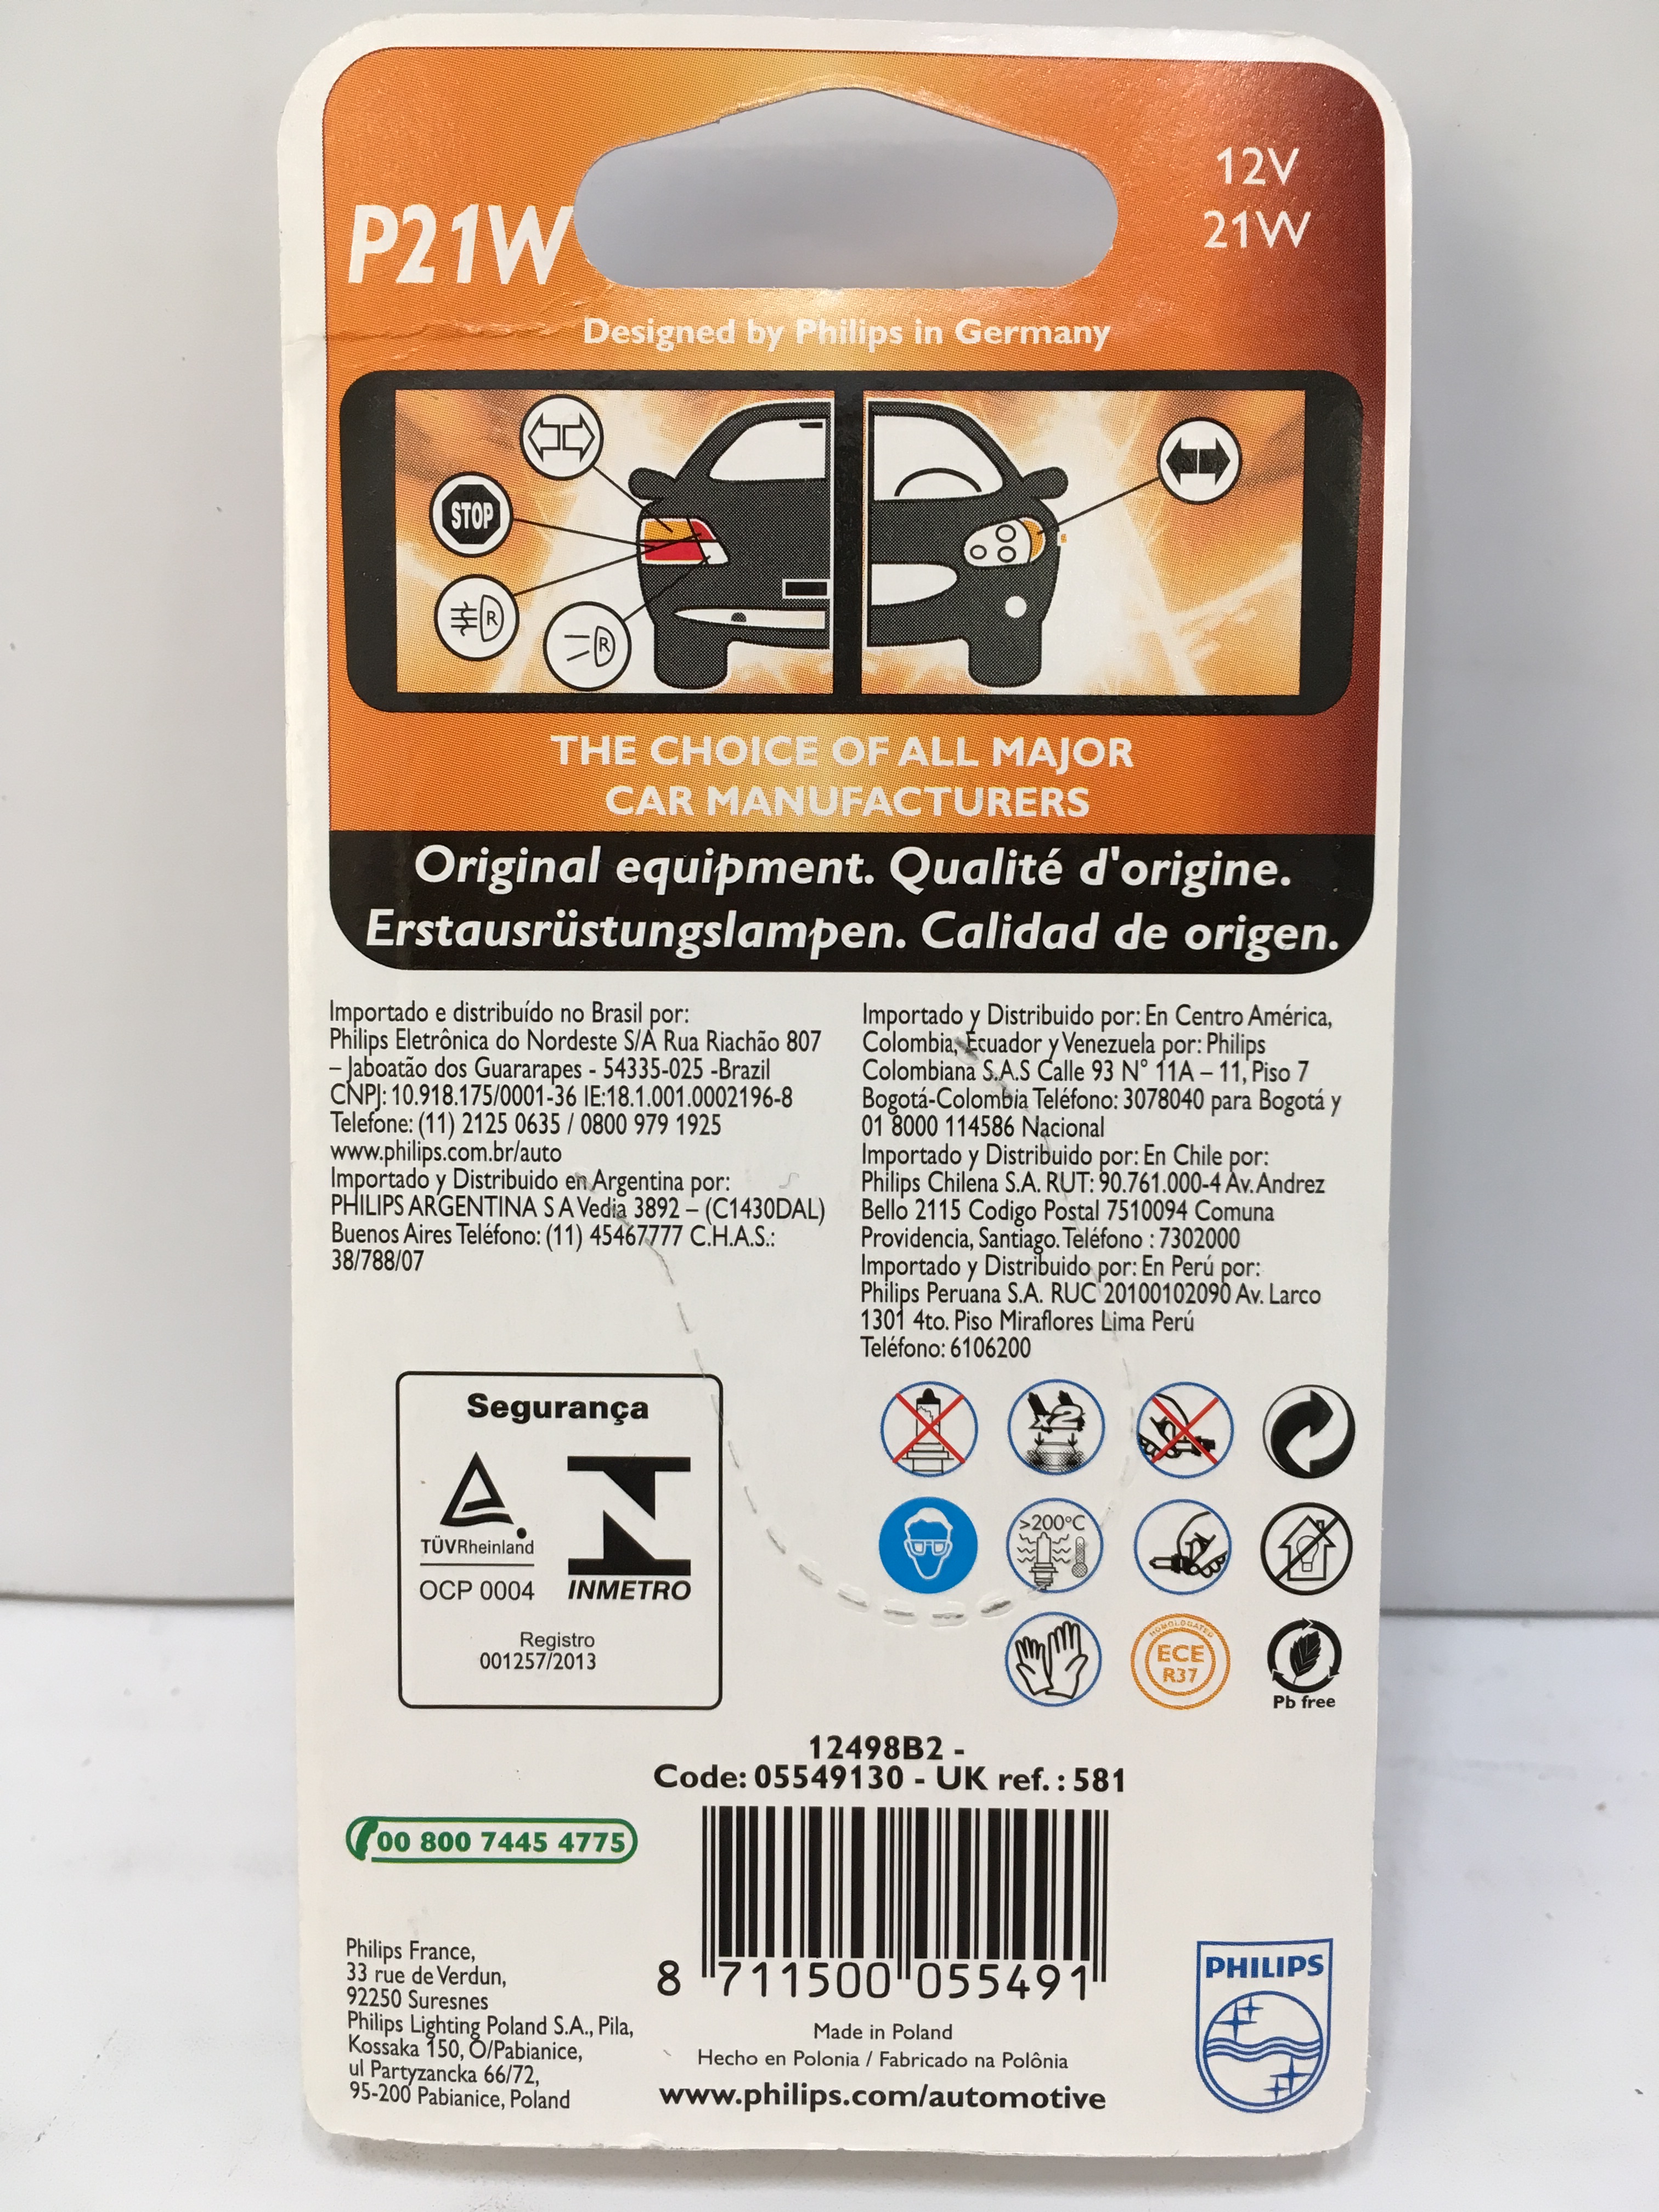 12V
P21W
21W
Designed by Philips in Germany
STOP
R
R
THE CHOICE OF ALL MAJOR
CAR MANUFACTURERS
Original equipment. Qualité d'origine.
Erstausrüstungslampen. Calidad de origen.
Importado e distribuído no Brasil por:
Philips Eletrônica do Nordeste S/A Rua Riachão 807
– Jaboatão dos Guararapes - 54335-025 -Brazil
CNPJ: 10.918.175/0001-36 IE:18.1.001.0002196-8
Telefone: (11) 2125 0635 / 0800 979 1925
www.philips.com.br/auto
Importado y Distribuido en Argentina por:
PHILIPS ARGENTINA S A Vedia 3892 – (C1430DAL)
Buenos Aires Teléfono: (11) 45467777 C.H.A.S.:
38/788/07
Importado y Distribuido por: En Centro América,
Colombia, Ecuador y Venezuela por: Philips
Colombiana S.A.S Calle 93 N° 11A – 11, Piso 7
Bogotá-Colombia Teléfono: 3078040 para Bogotá y
01 8000 114586 Nacional
Importado y Distribuido por: En Chile por:
Philips Chilena S.A. RUT: 90.761.000-4 Av. Andrez
Bello 2115 Codigo Postal 7510094 Comuna
Providencia, Santiago. Teléfono : 7302000
Importado y Distribuido por: En Perú por:
Philips Peruana S.A. RUC 20100102090 Av. Larco
1301 4to. Piso Miraflores Lima Perú
Teléfono: 6106200
Segurança
TÜVRheinland
OCP 0004
INMETRO
Registro
001257/2013
x2
>200°C
HOMOLOGATED
ECE
R37
Pb free
12498B2 -
Code: 05549130 - UK ref. : 581
00 800 7445 4775
8 711500 055491
Philips France,
33 rue de Verdun,
92250 Suresnes
Philips Lighting Poland S.A., Pila,
Kossaka 150, O/Pabianice,
ul Partyzancka 66/72,
95-200 Pabianice, Poland
Made in Poland
Hecho en Polonia / Fabricado na Polônia
www.philips.com/automotive
PHILIPS